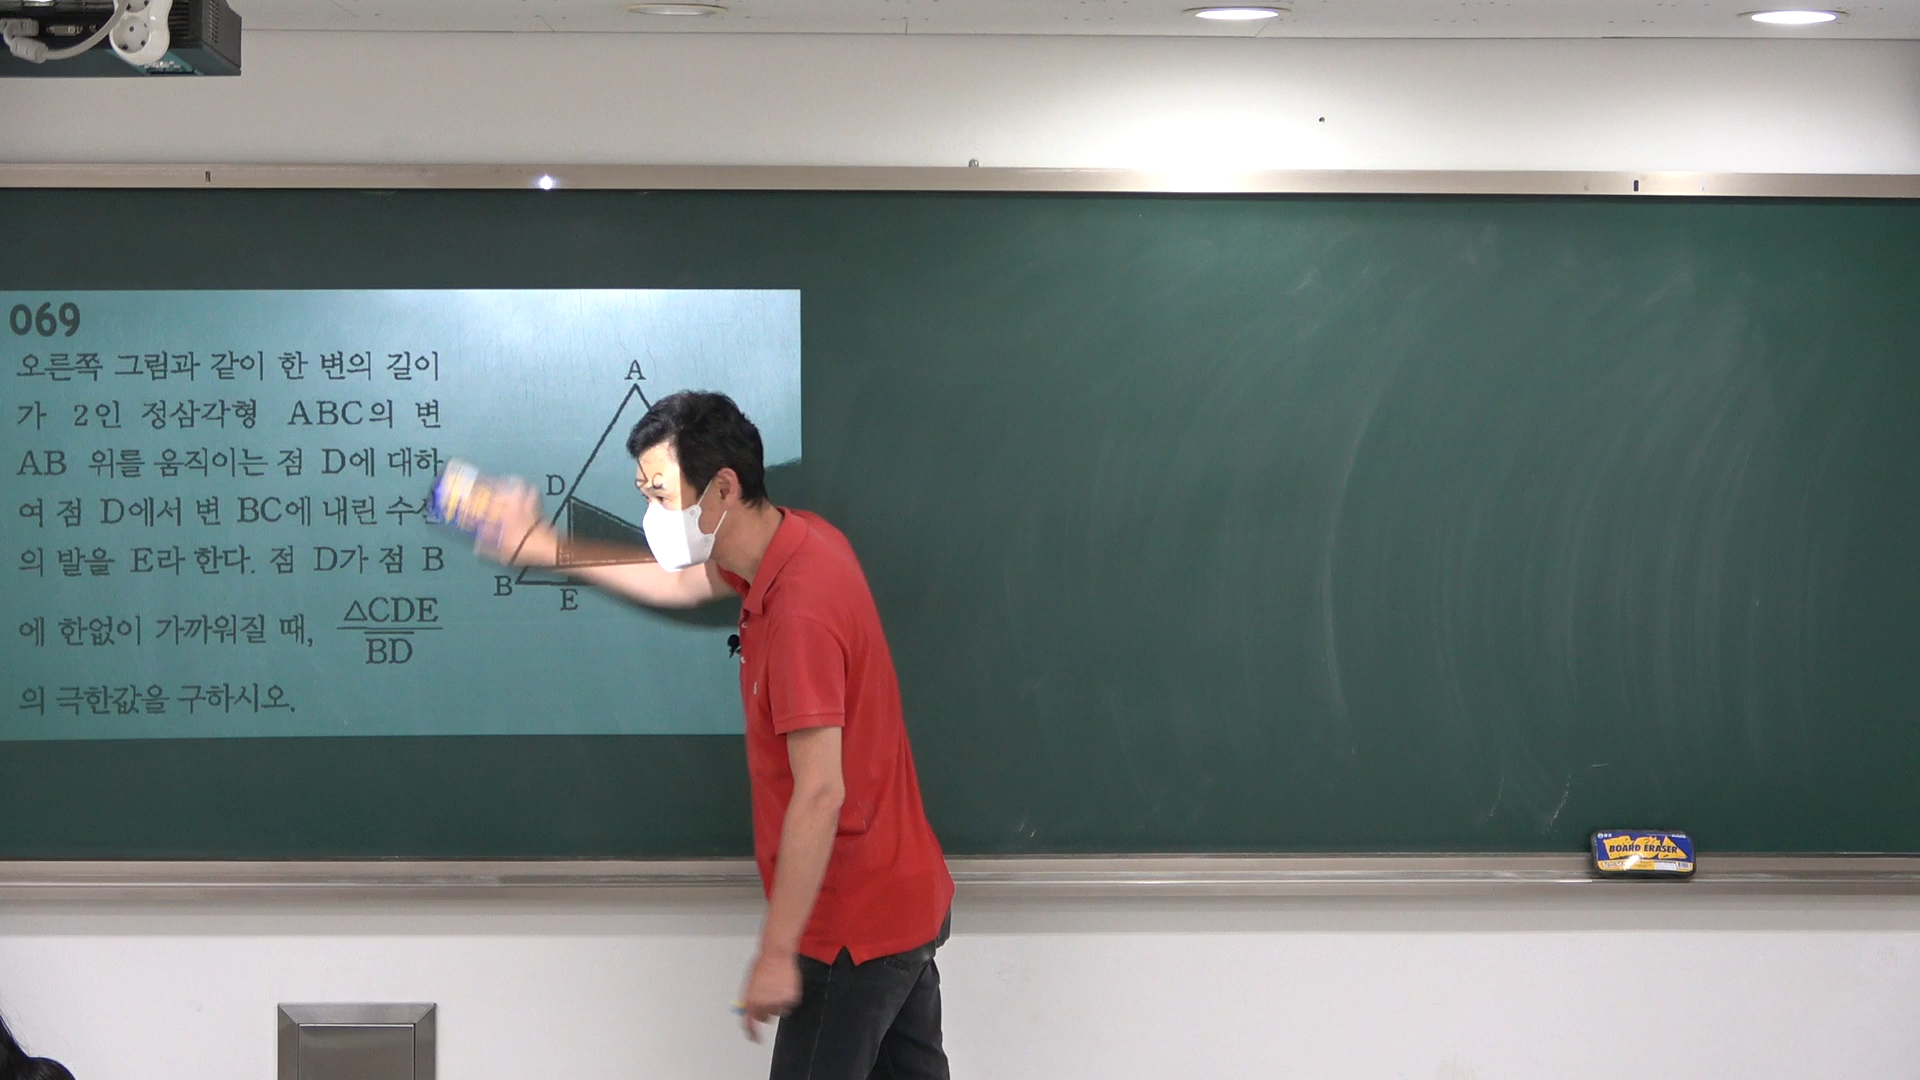 069
오른쪽 그림과 같이 한 변의 길이
가 2인 정삼각형 ABC의 변
AB 위를 움직이는 점 D에 대하
여 점 D에서 변 BC에 내린 수선
의 발을 E라 한다. 점 D가 점 B
에 한없이 가까워질 때, △CDE
BD
의 극한값을 구하시오.
A
D
B
E
BOARD ERASER